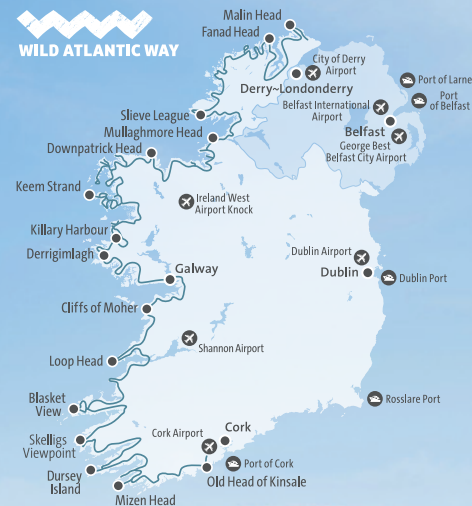 WILD ATLANTIC WAY
Malin Head
Fanad Head
City of Derry
Airport
Derry~Londonderry
Port of Larne
Port
of Belfast
Belfast International
Airport
Belfast
George Best
Belfast City Airport
Slieve League
Mullaghmore Head
Downpatrick Head
Keem Strand
Ireland West
Airport Knock
Killary Harbour
Derrigimlagh
Galway
Dublin Airport
Dublin
Dublin Port
Cliffs of Moher
Shannon Airport
Loop Head
Blasket
View
Rosslare Port
Skelligs
Viewpoint
Cork Airport
Cork
Port of Cork
Dursey
Island
Old Head of Kinsale
Mizen Head